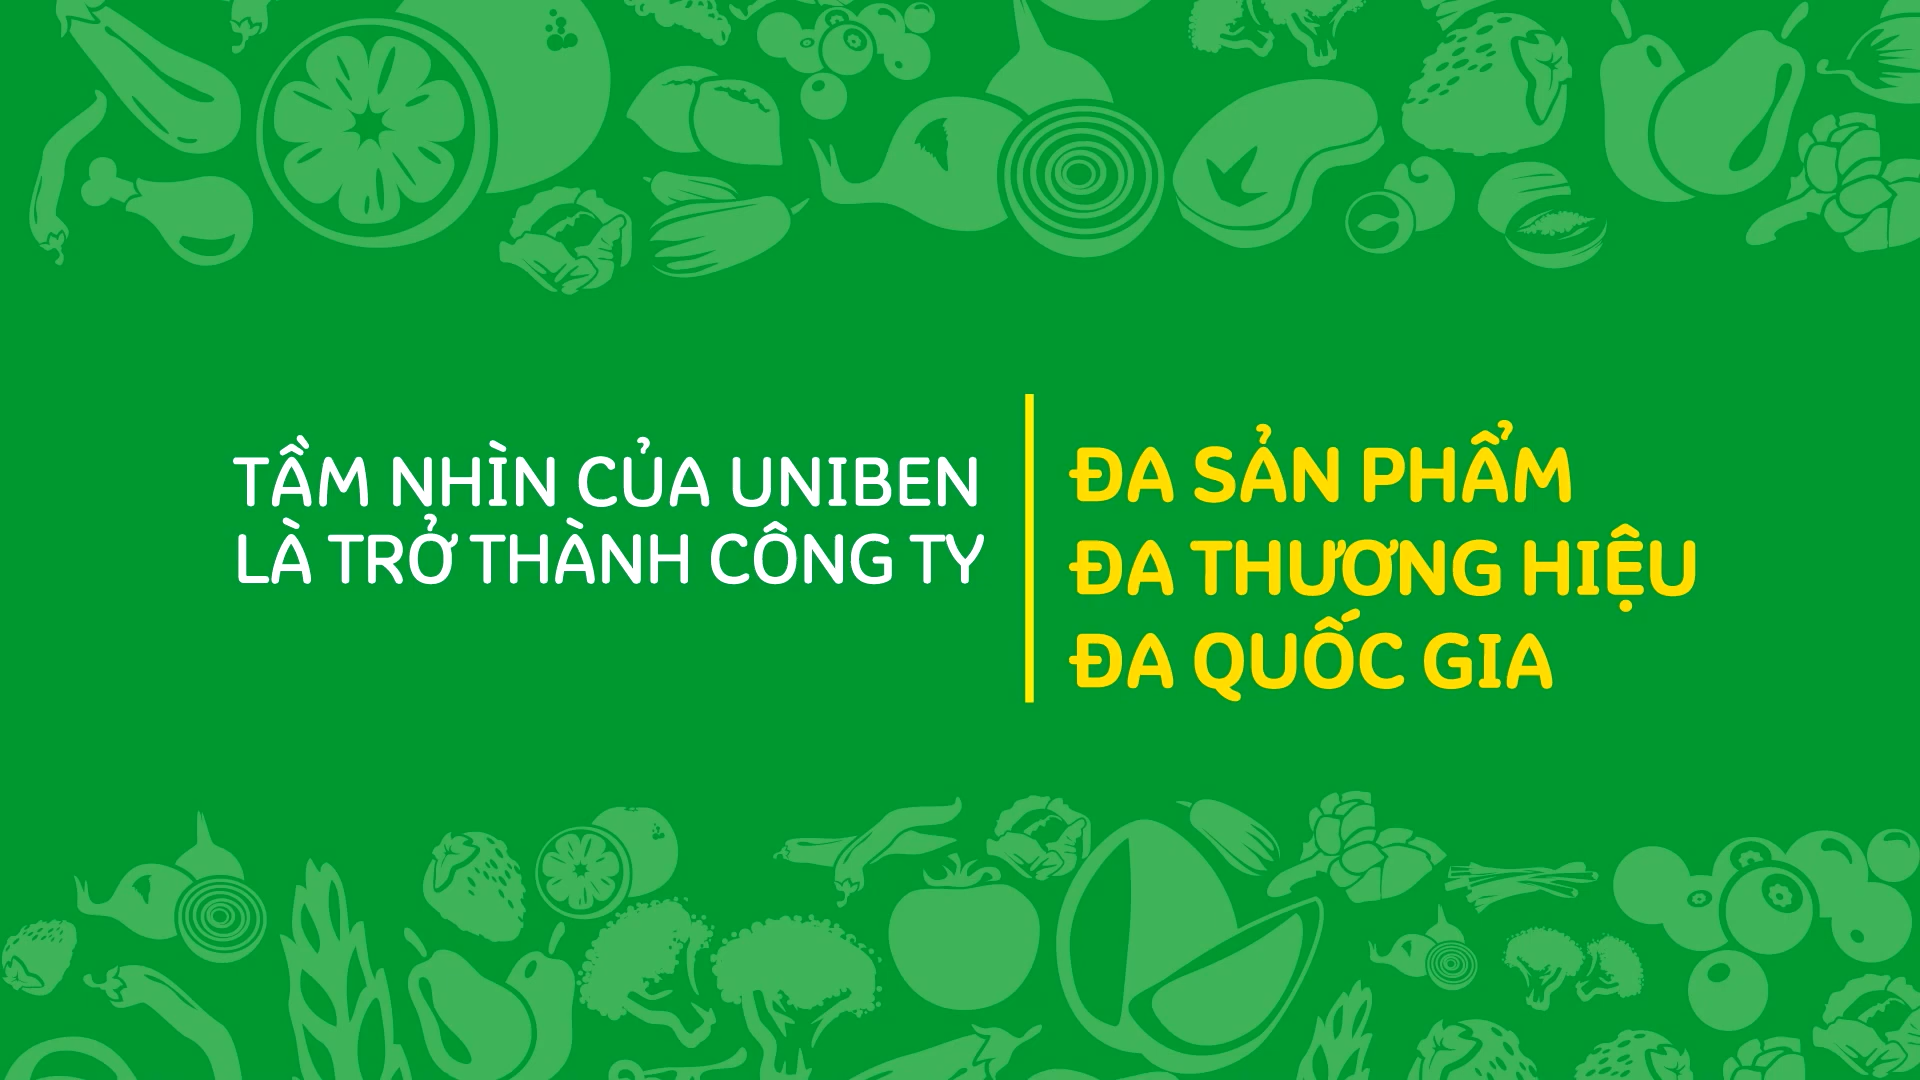 TẦM NHÌN CỦA UNIBEN
LÀ TRỞ THÀNH CÔNG TY
ĐA SẢN PHẨM
ĐA THƯƠNG HIỆU
ĐA QUỐC GIA